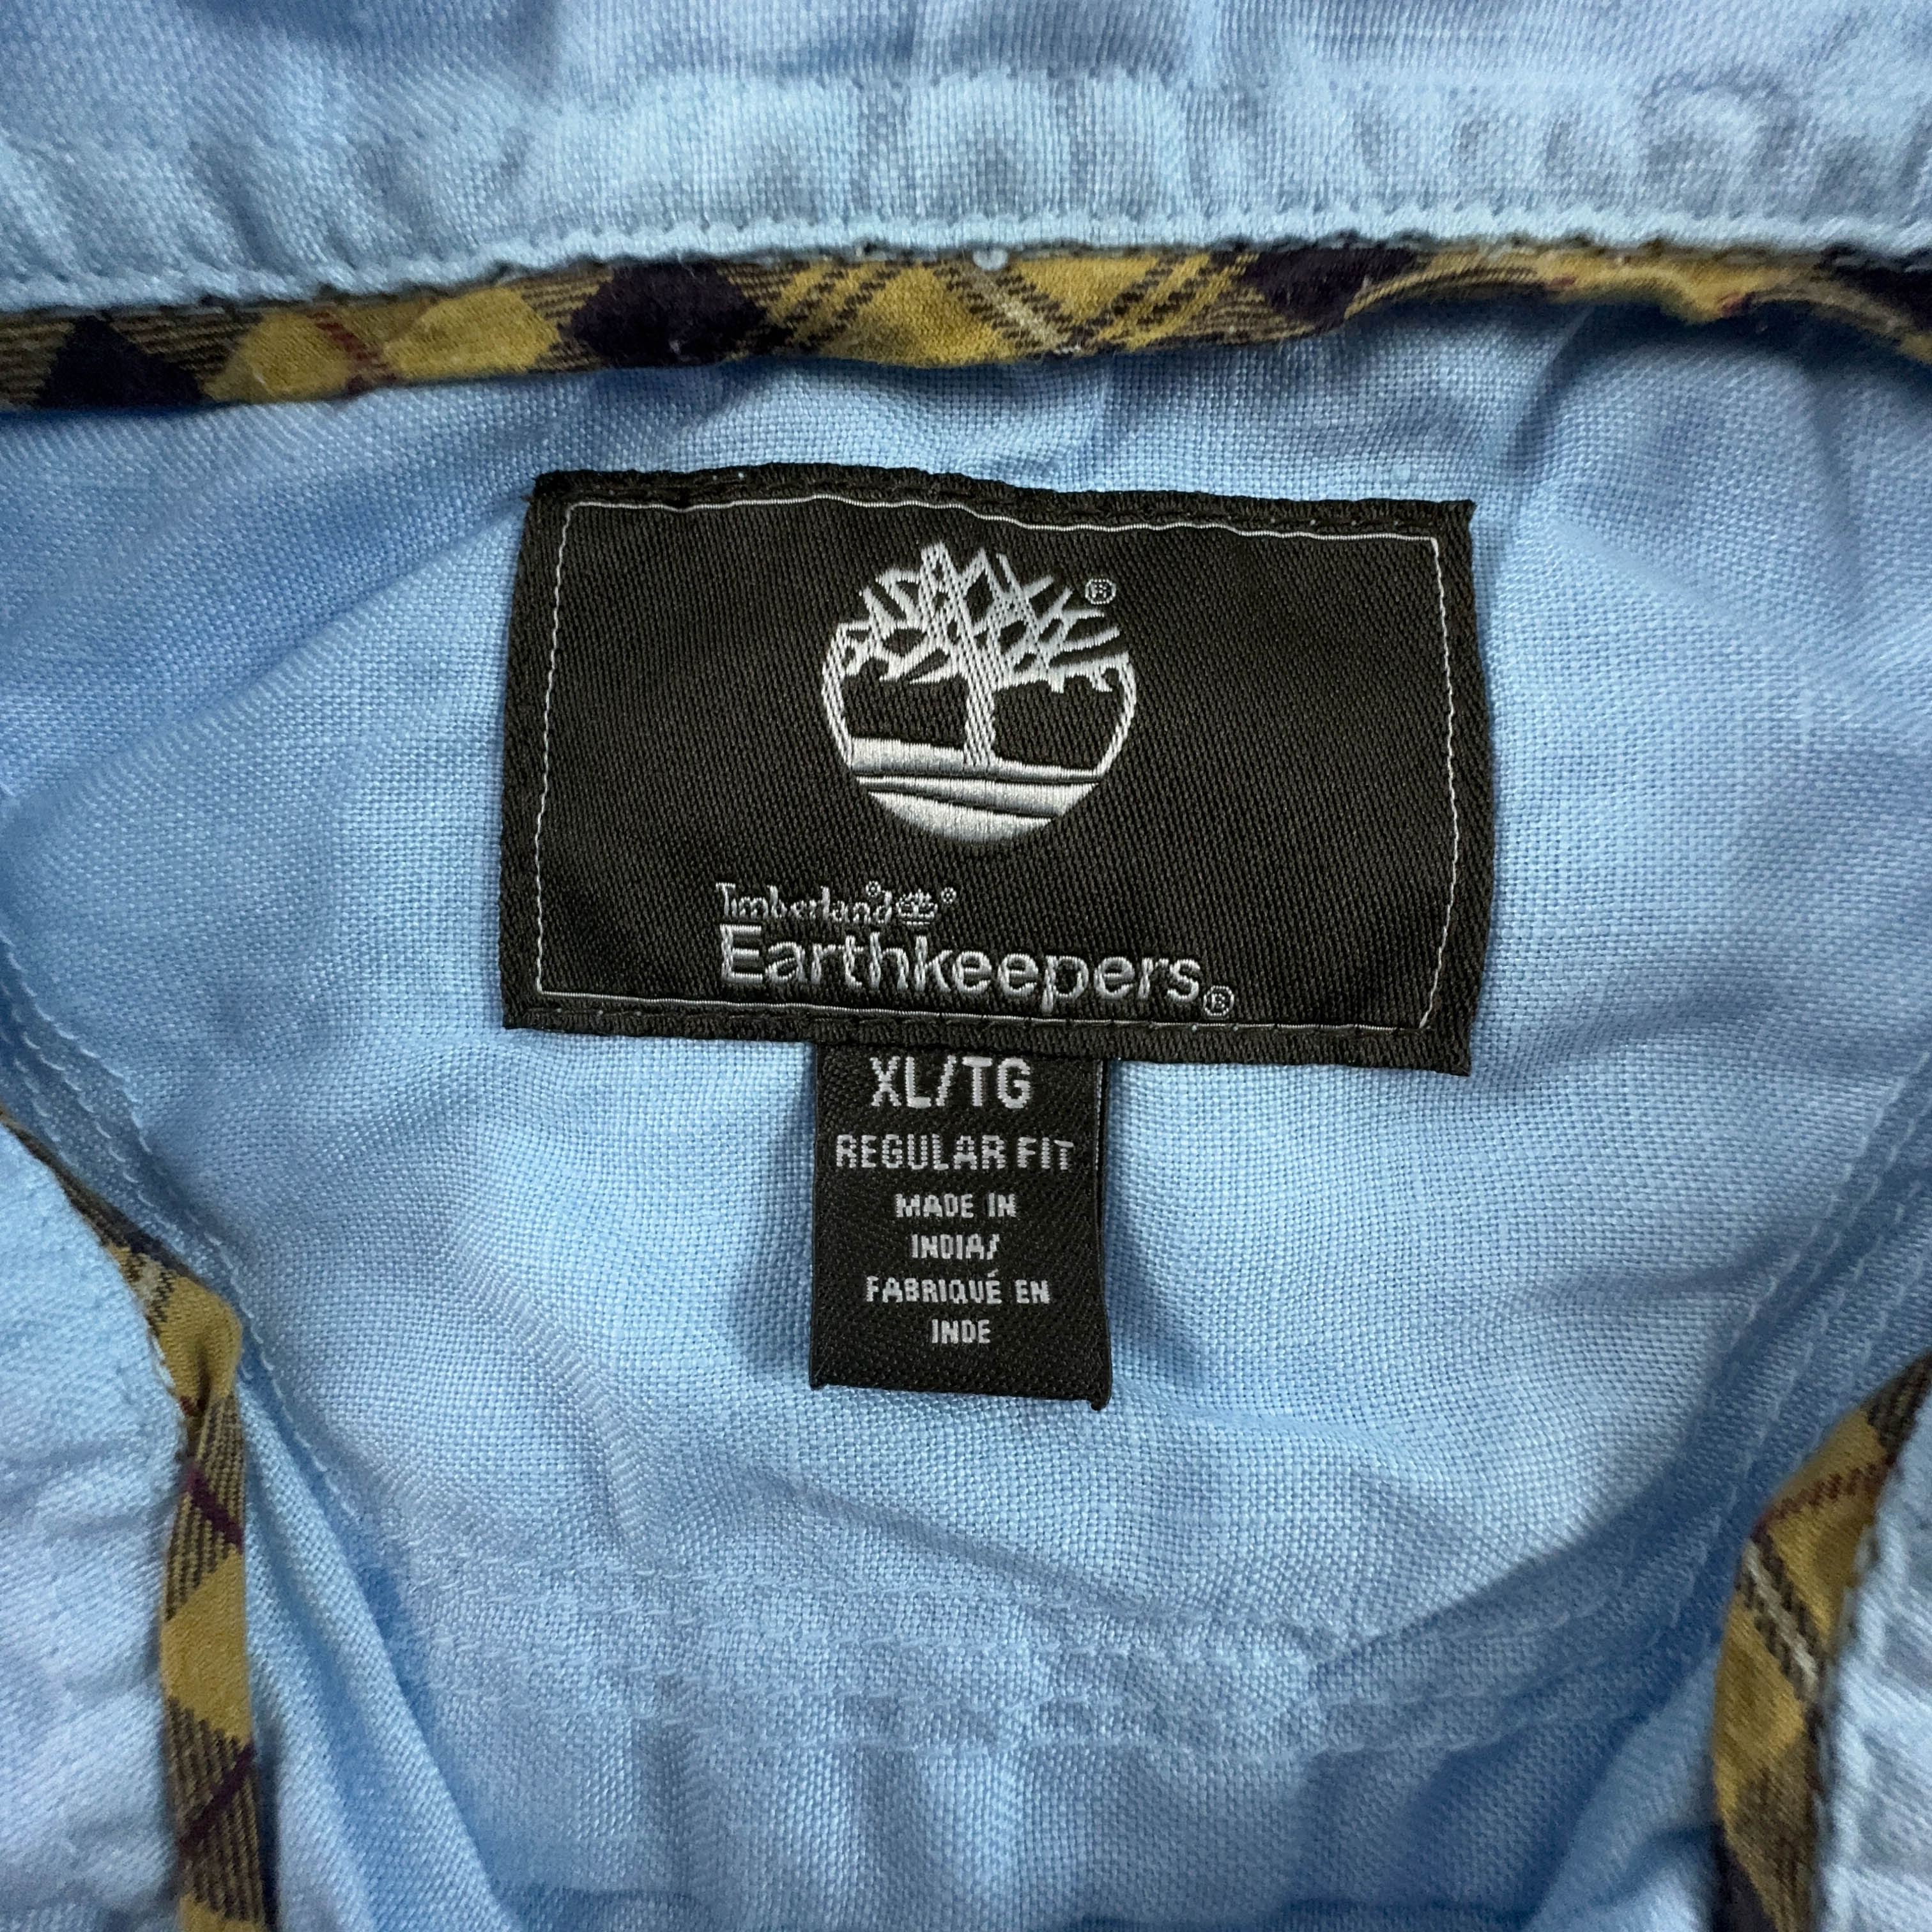 ®
Timberland® ®
Earthkeepers®
XL/TG
REGULAR FIT
MADE IN
INDIA/
FABRIQUÉ EN
INDE